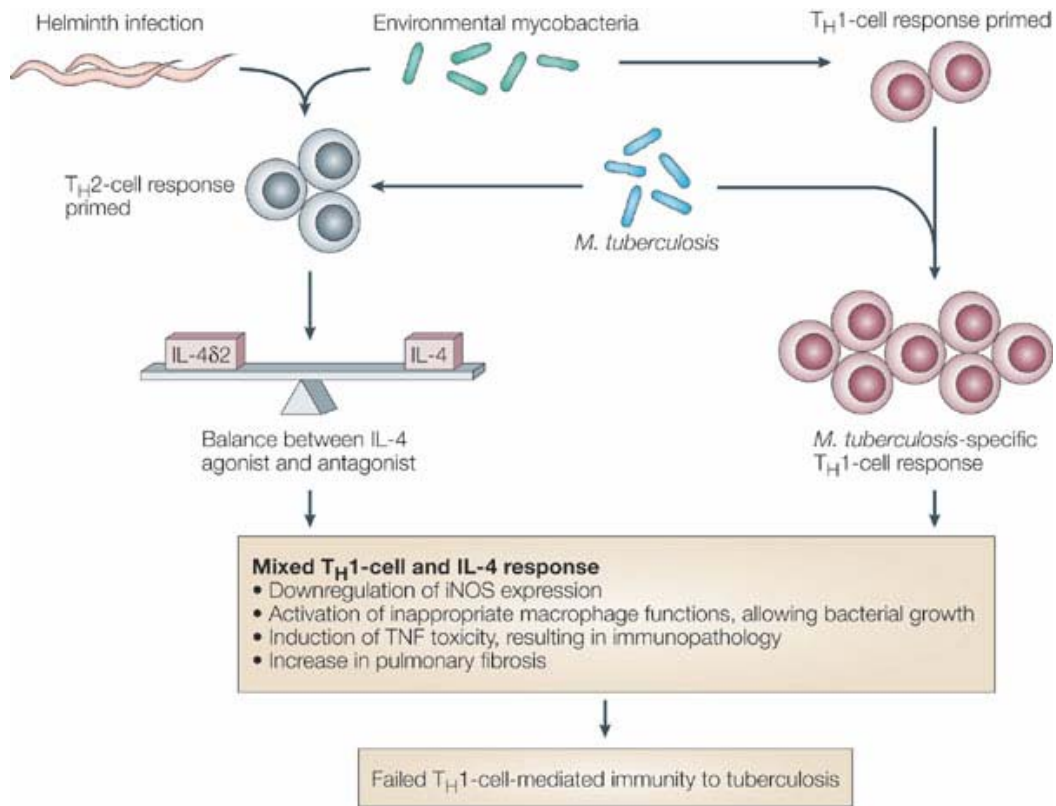 Helminth infection
Environmental mycobacteria
TH1-cell response primed
TH2-cell response
primed
M. tuberculosis
IL-4δ2
IL-4
Balance between IL-4
agonist and antagonist
M. tuberculosis-specific
TH1-cell response
Mixed TH1-cell and IL-4 response
• Downregulation of iNOS expression
• Activation of inappropriate macrophage functions, allowing bacterial growth
• Induction of TNF toxicity, resulting in immunopathology
• Increase in pulmonary fibrosis
Failed TH1-cell-mediated immunity to tuberculosis